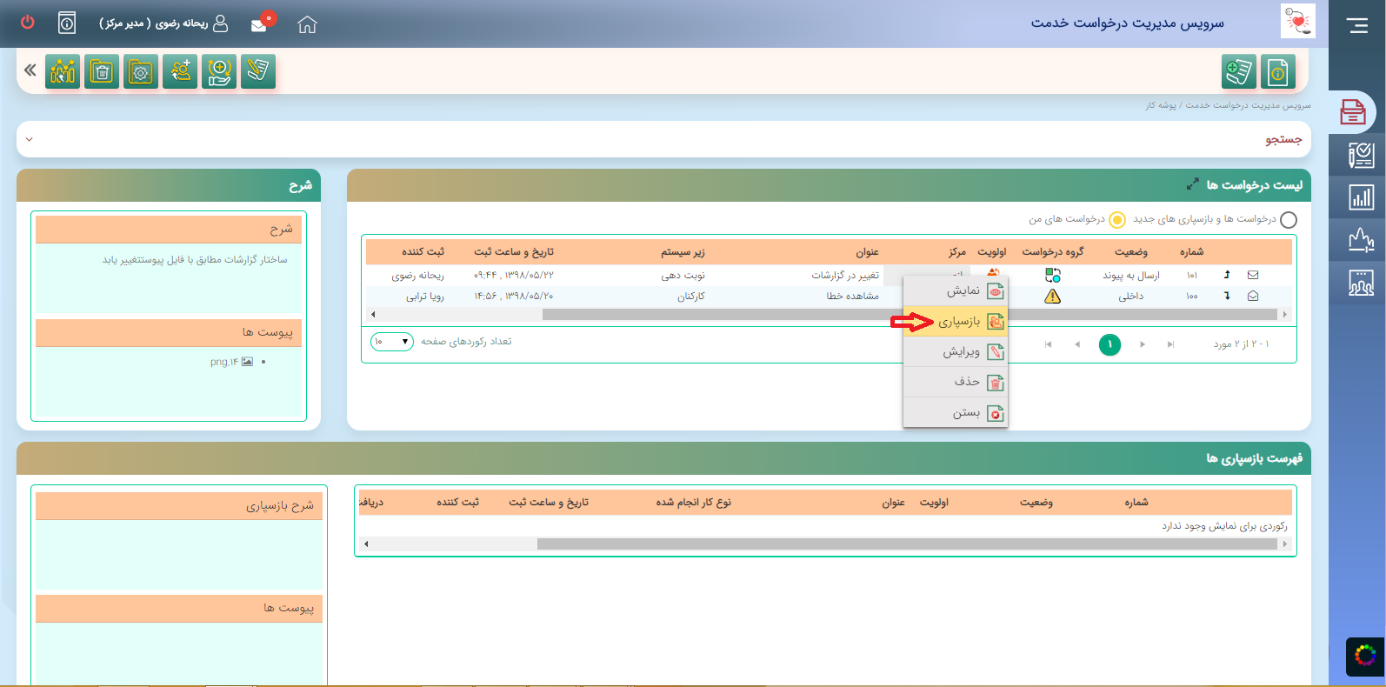 سرویس مدیریت درخواست خدمت
۰
ریحانه رضوی ( مدیر مرکز )
سرویس مدیریت درخواست خدمت / پوشه کار
جستجو
لیست درخواست ها
درخواست ها و بازسپاری های جدید درخواست های من
شماره وضعیت گروه درخواست اولویت مرکز عنوان زیر سیستم تاریخ و ساعت ثبت ثبت کننده
۱۰۱ ارسال به پیوند تغییر در گزارشات نوبت دهی ۱۳۹۸/۰۵/۲۲ , ۰۹:۴۴ ریحانه رضوی
۱۰۰ داخلی مشاهده خطا کارکنان ۱۳۹۸/۰۵/۲۰ , ۱۴:۵۶ رویا ترابی
۱ - ۲ از ۲ مورد
۱
تعداد رکوردهای صفحه ۱۰
نمایش
بازسپاری
ویرایش
حذف
بستن
شرح
شرح
ساختار گزارشات مطابق با فایل پیوستتغییر یابد
پیوست ها
png.۱۴
فهرست بازسپاری ها
شماره وضعیت اولویت عنوان نوع کار انجام شده تاریخ و ساعت ثبت ثبت کننده
رکوردی برای نمایش وجود ندارد
شرح بازسپاری
پیوست ها